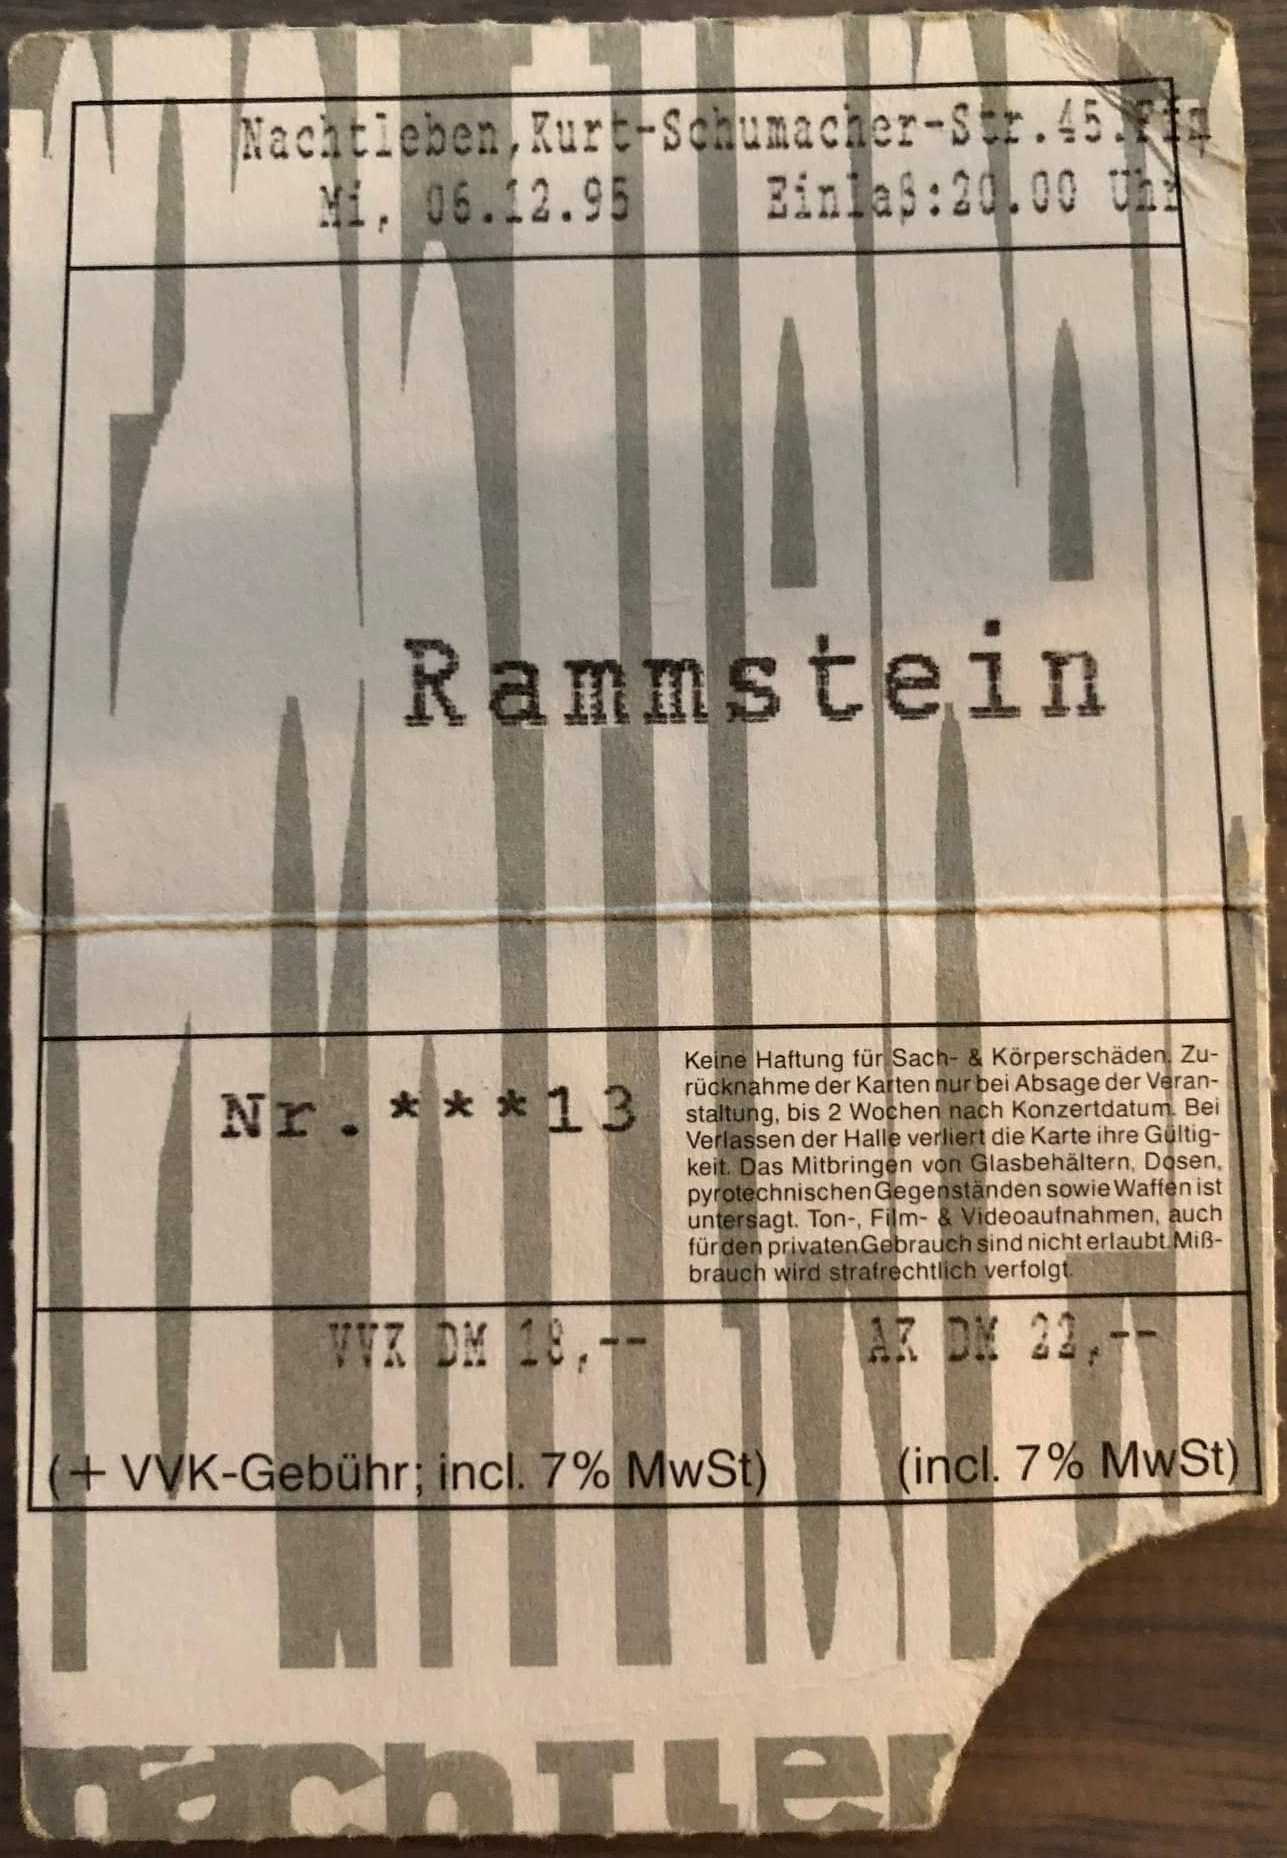 Nachtleben,Kurt-Schumacher-Str.45.Ffm
Mi, 06.12.95 Einlaß:20.00 Uhr
Rammstein
Nr.***13
Keine Haftung für Sach- & Körperschäden. Zu-
rücknahme der Karten nur bei Absage der Veran-
staltung, bis 2 Wochen nach Konzertdatum. Bei
Verlassen der Halle verliert die Karte ihre Gültig-
keit. Das Mitbringen von Glasbehältern, Dosen,
pyrotechnischen Gegenständen sowie Waffen ist
untersagt. Ton-, Film- & Videoaufnahmen, auch
für den privaten Gebrauch sind nicht erlaubt. Miß-
brauch wird strafrechtlich verfolgt.
VVK DM 18,-- AK DM 22,--
(+ VVK-Gebühr; incl. 7% MwSt) (incl. 7% MwSt)
nachtle